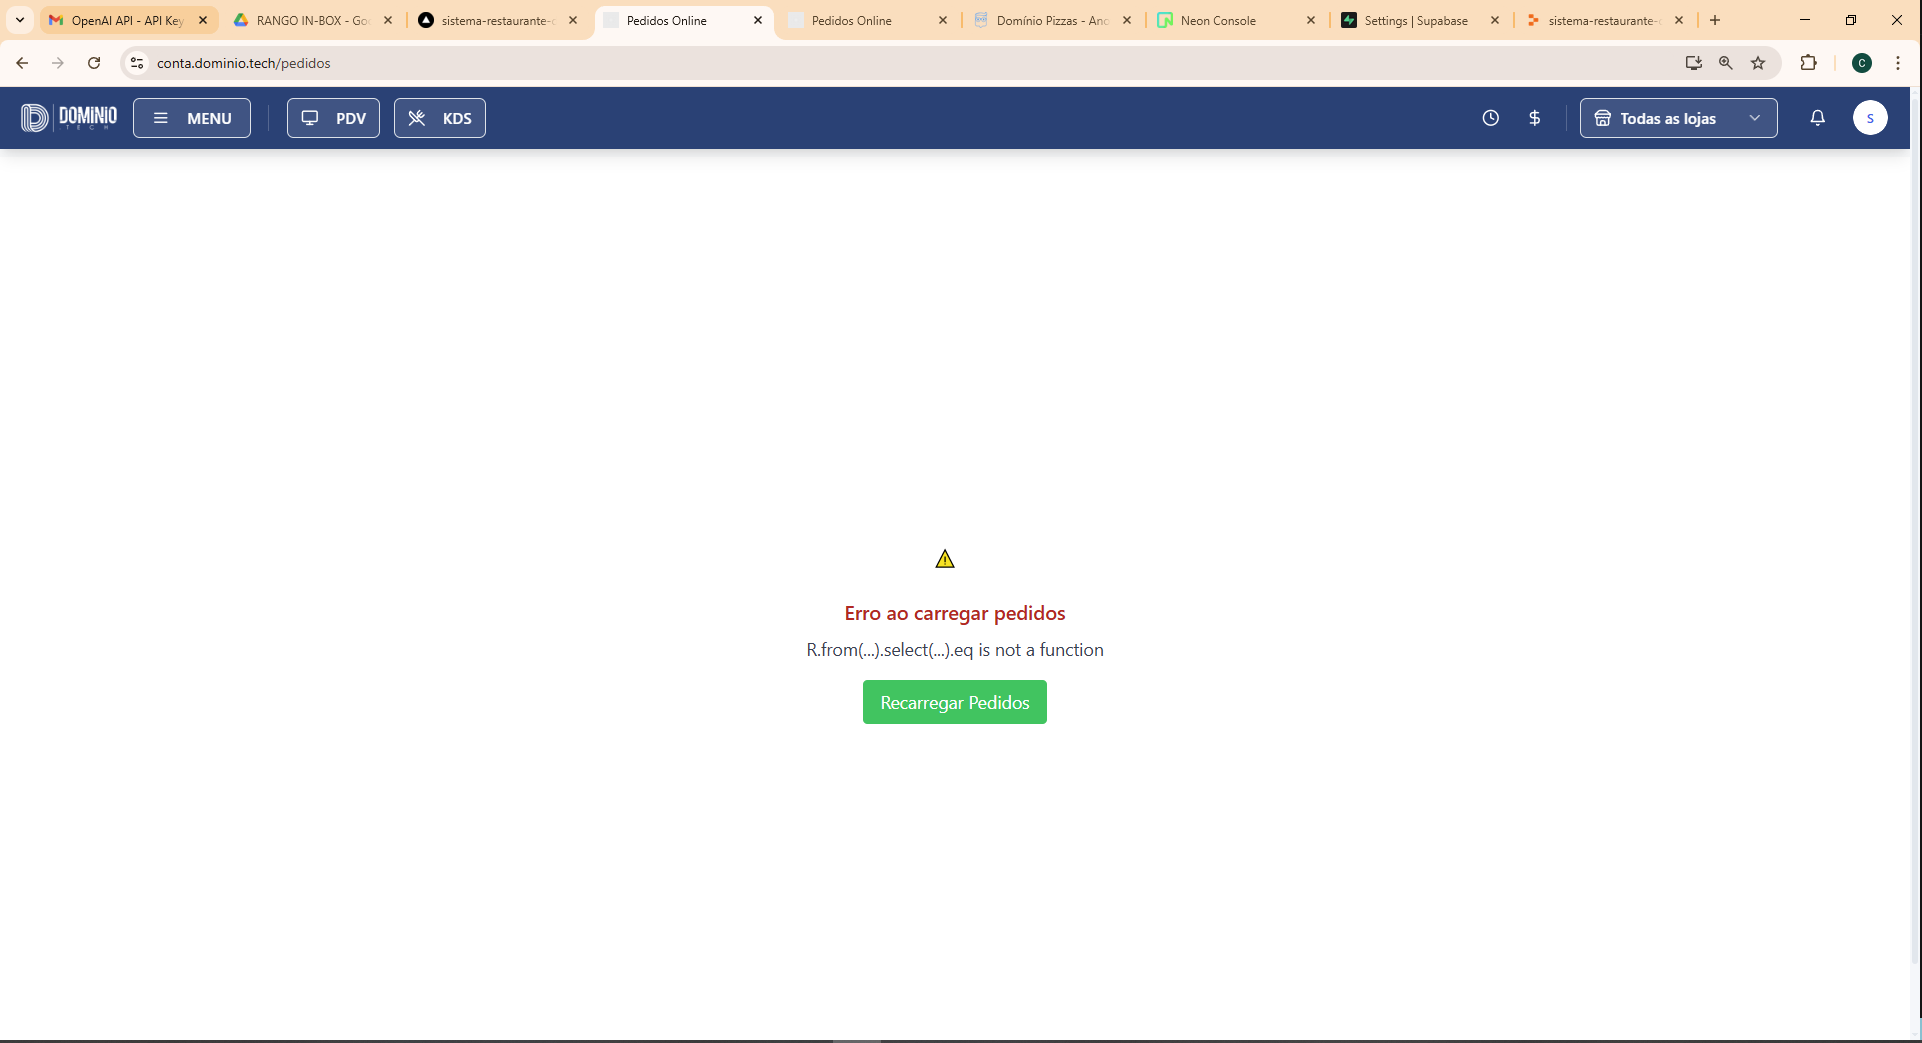 OpenAI API - API Key
RANGO IN-BOX - Goo
sistema-restaurante-c
Pedidos Online
Pedidos Online
Domínio Pizzas - Ano
Neon Console
Settings | Supabase
sistema-restaurante-c
conta.dominio.tech/pedidos
C
DOMINIO
.TECH
MENU
PDV
KDS
Todas as lojas
S
Erro ao carregar pedidos
R.from(...).select(...).eq is not a function
Recarregar Pedidos